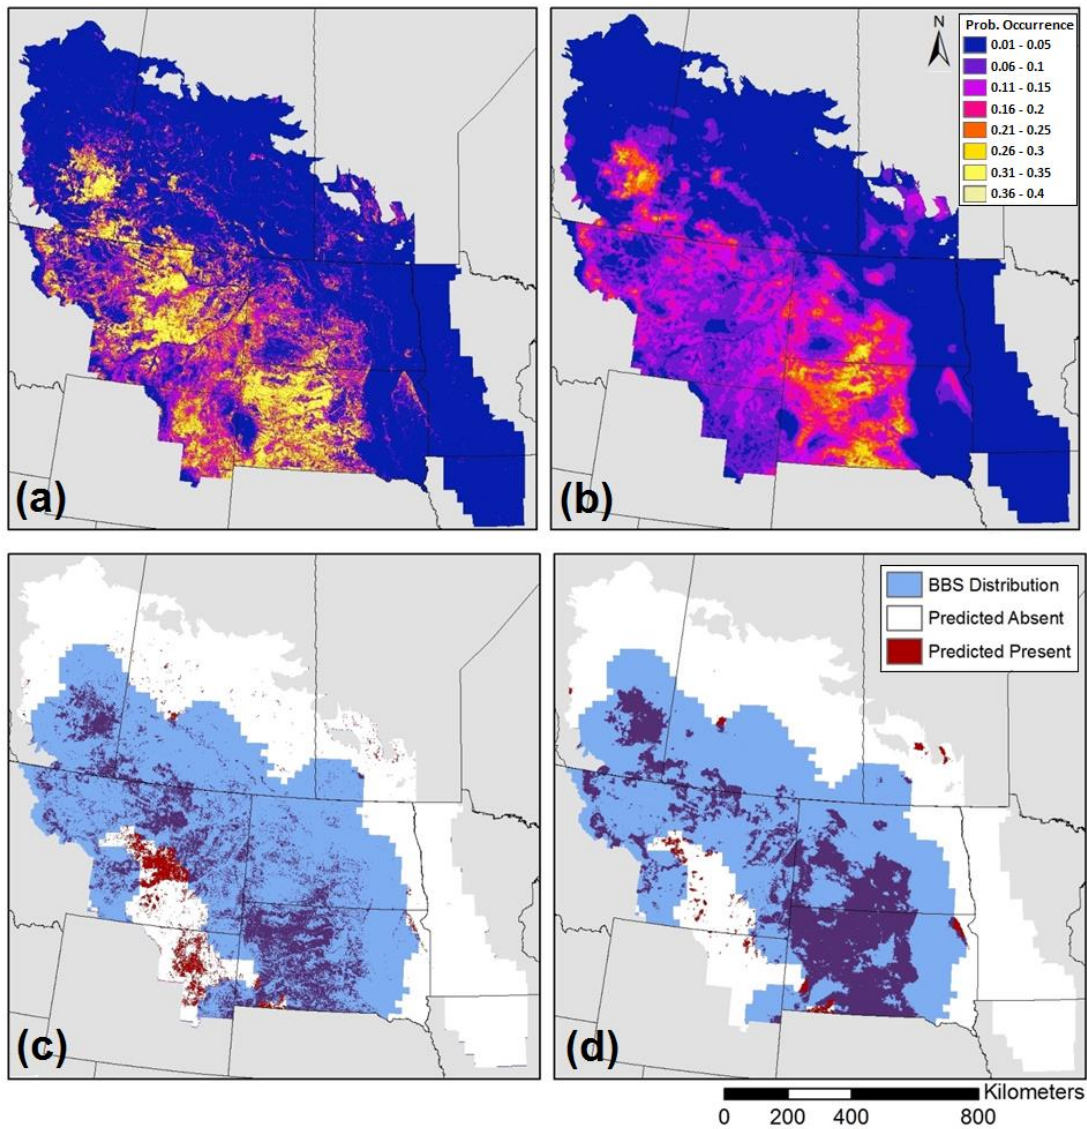 N
Prob. Occurrence
0.01 - 0.05
0.06 - 0.1
0.11 - 0.15
0.16 - 0.2
0.21 - 0.25
0.26 - 0.3
0.31 - 0.35
0.36 - 0.4
(a)
(b)
BBS Distribution
Predicted Absent
Predicted Present
(c)
(d)
Kilometers
0 200 400 800